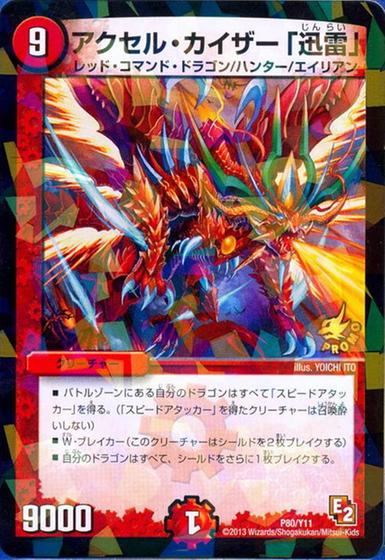 9
アクセル・カイザー「迅雷」
じんらい
レッド・コマンド・ドラゴン/ハンター/エイリアン
PROMO
illus. YOICHI ITO
クリーチャー
■ バトルゾーンにある自分のドラゴンはすべて「スピードアタッ
カー」を得る。(「スピードアタッカー」を得たクリーチャーは召喚酔
いしない)
■ W・ブレイカー(このクリーチャーはシールドを2枚ブレイクする)
■ 自分のドラゴンはすべて、シールドをさらに1枚ブレイクする。
9000
1
E2
P80/Y11
©2013 Wizards/Shogakukan/Mitsui-Kids